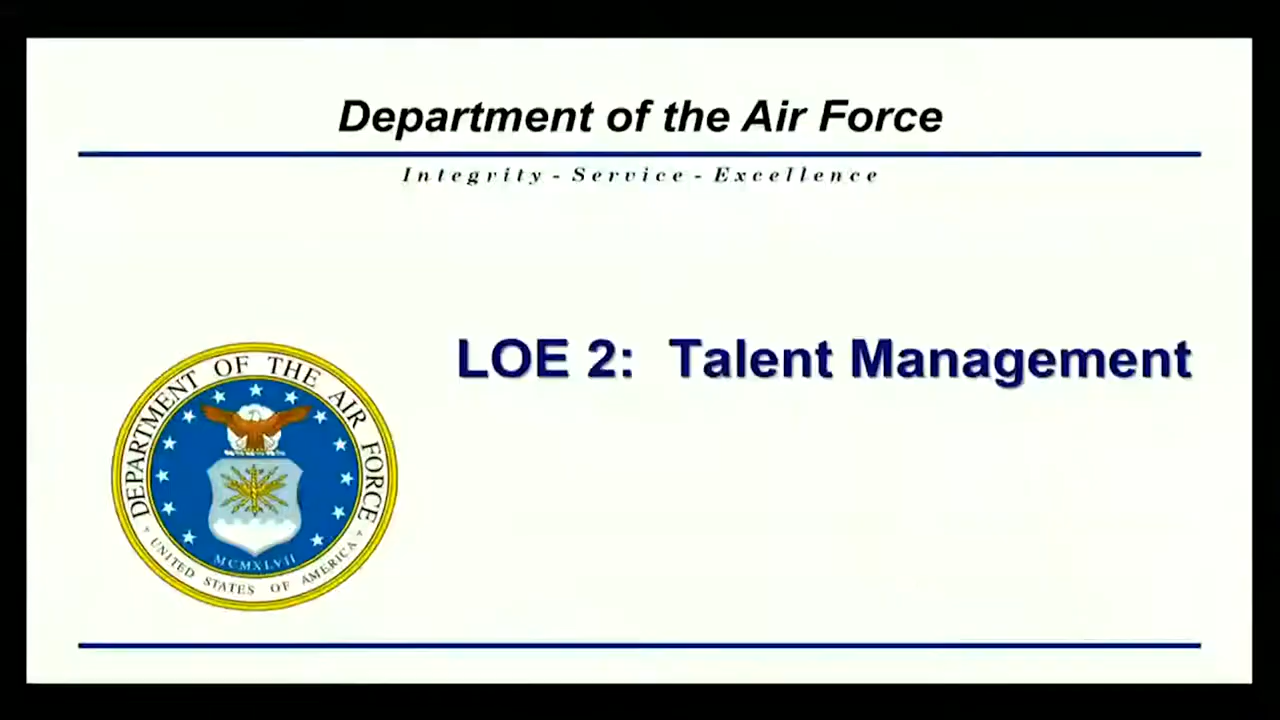 Department of the Air Force
Integrity - Service - Excellence
LOE 2: Talent Management
DEPARTMENT OF THE AIR FORCE
MCMXLVII
UNITED STATES OF AMERICA